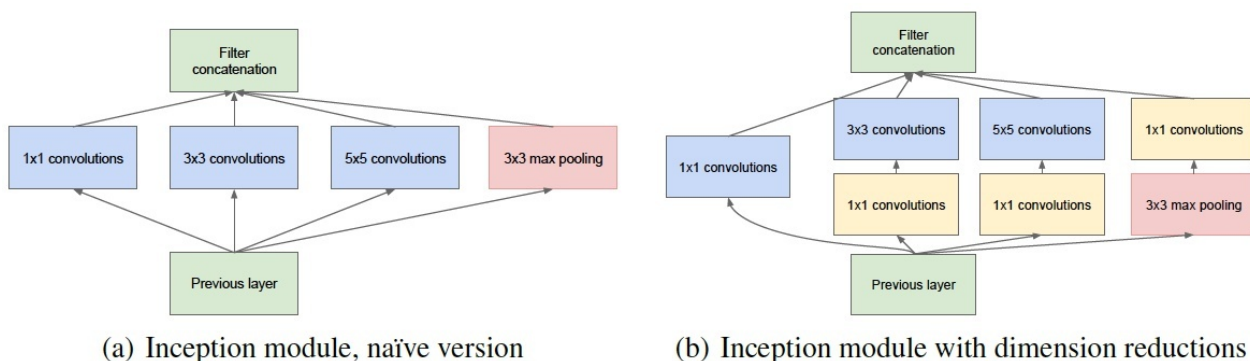 Filter
concatenation
1x1 convolutions
3x3 convolutions
5x5 convolutions
3x3 max pooling
Previous layer
(a) Inception module, naïve version
Filter
concatenation
3x3 convolutions
5x5 convolutions
1x1 convolutions
1x1 convolutions
1x1 convolutions
1x1 convolutions
3x3 max pooling
Previous layer
(b) Inception module with dimension reductions